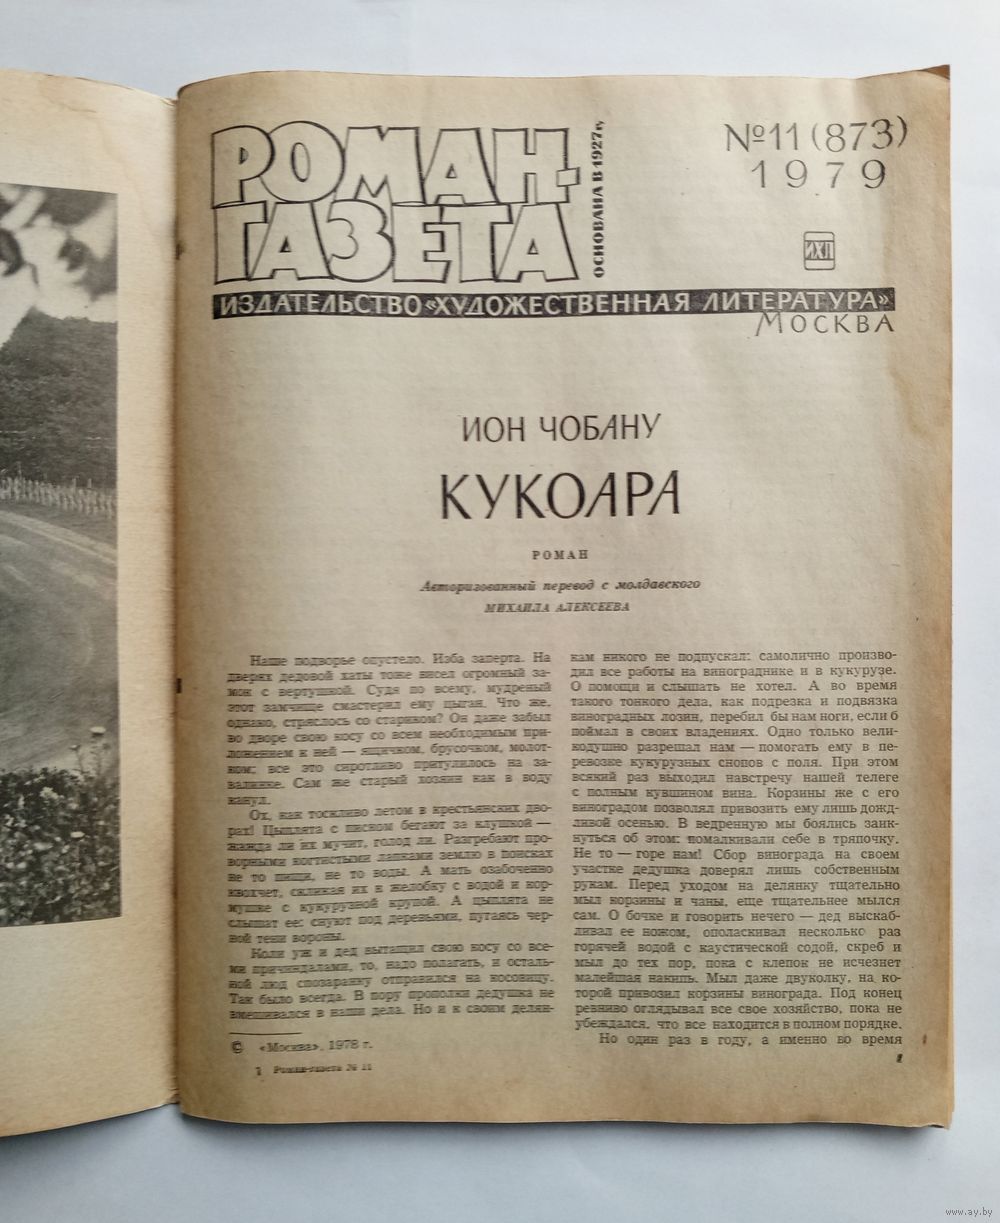 РОМАН-
ГАЗЕТА
ОСНОВАНА В 1927 г.
№11 (873)
1979
ИХЛ
ИЗДАТЕЛЬСТВО «ХУДОЖЕСТВЕННАЯ ЛИТЕРАТУРА»
МОСКВА
ИОН ЧОБАНУ
КУКОАРА
РОМАН
Авторизованный перевод с молдавского
МИХАИЛА АЛЕКСЕЕВА
Наше подворье опустело. Изба заперта. На
дверях дедовой хаты тоже висел огромный за-
мок с вертушкой. Судя по всему, мудреный
этот замчище смастерил ему цыган. Что же,
однако, стряслось со стариком? Он даже забыл
во дворе свою косу со всем необходимым при-
ложением к ней — ящичком, брусочком, молот-
ком; все это сиротливо притулилось на за-
валинке. Сам же старый хозяин как в воду
канул.
Ох, как тоскливо летом в крестьянских дво-
рах! Цыплята с писком бегают за клушкой —
жажда ли их мучит, голод ли. Разгребают про-
ворными когтистыми лапками землю в поисках
не то пищи, не то воды. А мать озабоченно
квохчет, скликая их к желобку с водой и кор-
мушке с кукурузной крупой. А цыплята не
слышат ее: снуют под деревьями, пугаясь чер-
ной тени вороны.
Коли уж и дед вытащил свою косу со все-
ми причиндалами, то, надо полагать, и осталь-
ной люд спозаранку отправился на косовицу.
Так было всегда. В пору прополки дедушка не
вмешивался в наши дела. Но и к своим делян-
© «Москва», 1978 г.
1 Роман-газета № 11
кам никого не подпускал: самолично произво-
дил все работы на винограднике и в кукурузе.
О помощи и слышать не хотел. А во время
такого тонкого дела, как подрезка и подвязка
виноградных лозин, перебил бы нам ноги, если б
поймал в своих владениях. Одно только вели-
кодушно разрешал нам — помогать ему в пе-
ревозке кукурузных снопов с поля. При этом
всякий раз выходил навстречу нашей телеге
с полным кувшином вина. Корзины же с его
виноградом позволял привозить ему лишь дожд-
ливой осенью. В ведренную мы боялись заик-
нуться об этом: помалкивали себе в тряпочку.
Не то — горе нам! Сбор винограда на своем
участке дедушка доверял лишь собственным
рукам. Перед уходом на делянку тщательно
мыл корзины и чаны, еще тщательнее мылся
сам. О бочке и говорить нечего — дед выскаб-
ливал ее ножом, ополаскивал несколько раз
горячей водой с каустической содой, скреб и
мыл до тех пор, пока с клепок не исчезнет
малейшая накипь. Мыл даже двуколку, на ко-
торой привозил корзины винограда. Под конец
ревниво оглядывал все свое хозяйство, пока не
убеждался, что все находится в полном порядке.
Но один раз в году, а именно во время
1
www.ay.by